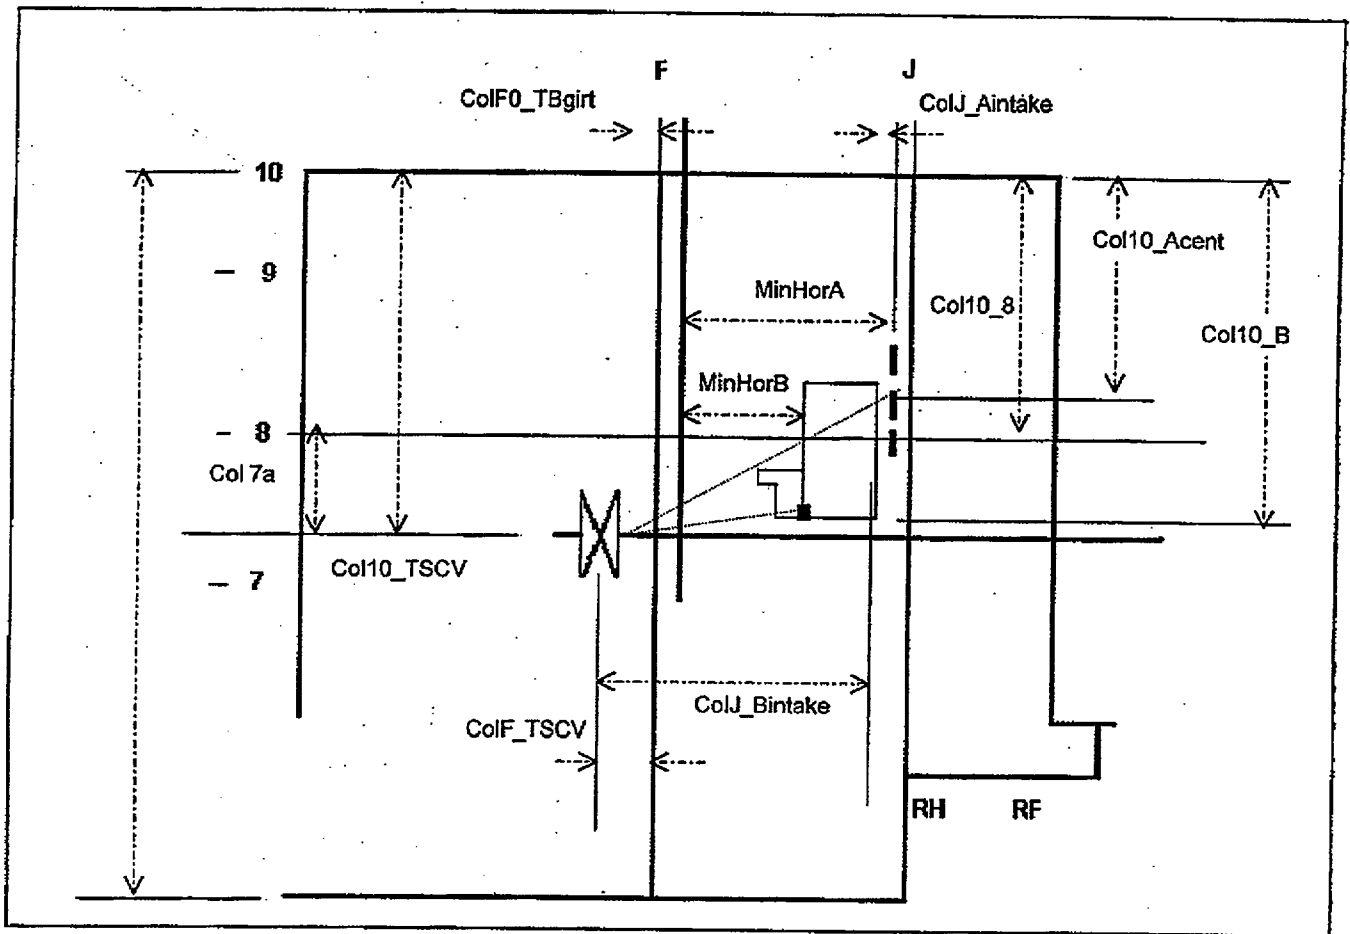 F
J
ColF0_TBgirt
ColJ_Aintake
10
9
Col10_Acent
MinHorA
Col10_8
Col10_B
MinHorB
8
Col 7a
Col10_TSCV
7
ColJ_Bintake
ColF_TSCV
RH RF